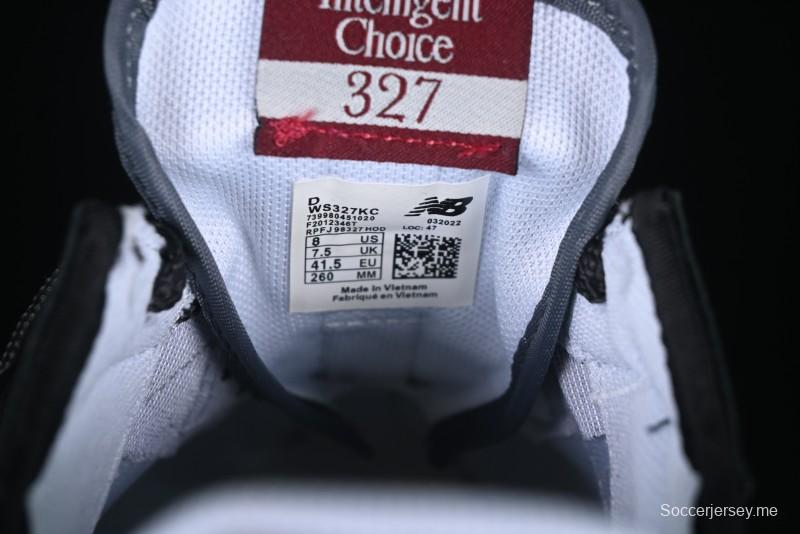 Intelligent
Choice
327
D
WS327KC
739980451020
F2012346T
RPFJ98327HOD
032022
LOC: 47
8 US
7.5 UK
41.5 EU
260 MM
Made in Vietnam
Fabriqué en Vietnam
Soccerjersey.me